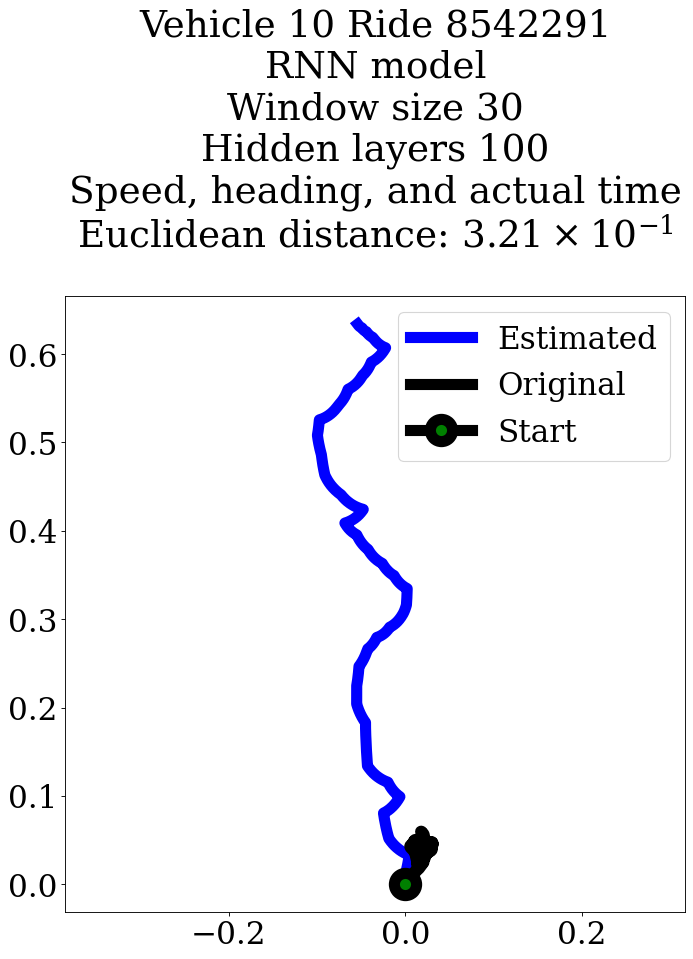 Vehicle 10 Ride 8542291
RNN model
Window size 30
Hidden layers 100
Speed, heading, and actual time
Euclidean distance: 3.21 × 10⁻¹
Estimated
Original
Start
0.6
0.5
0.4
0.3
0.2
0.1
0.0
−0.2 0.0 0.2